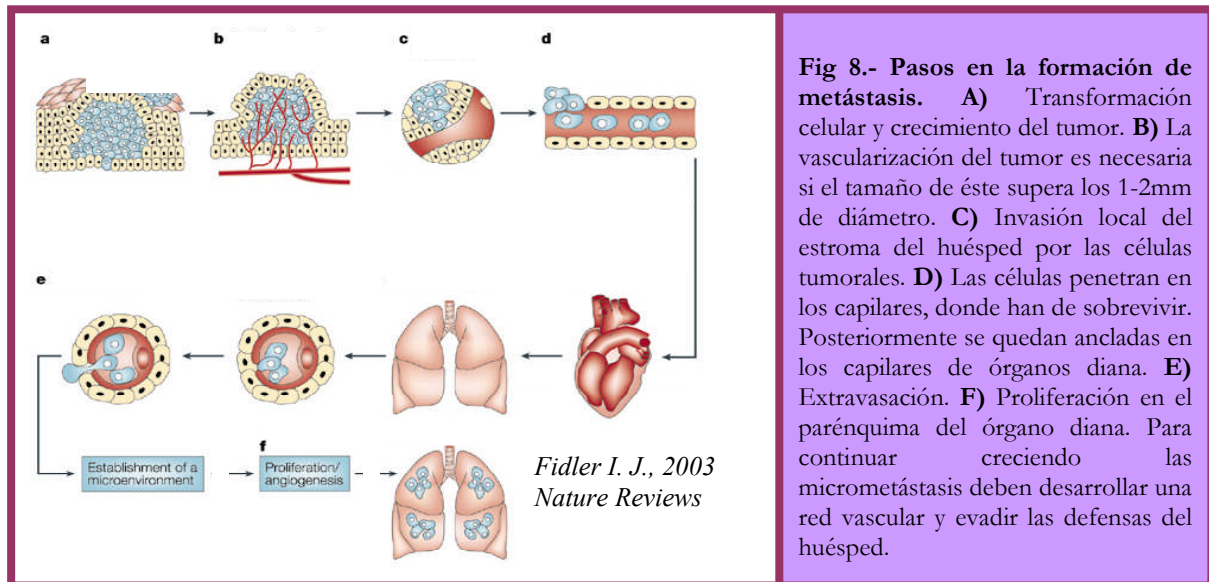 a
b
c
d
e
Establishment of a
microenvironment
f
Proliferation/
angiogenesis
Fidler I. J., 2003
Nature Reviews
Fig 8.- Pasos en la formación de
metástasis. A) Transformación
celular y crecimiento del tumor. B) La
vascularización del tumor es necesaria
si el tamaño de éste supera los 1-2mm
de diámetro. C) Invasión local del
estroma del huésped por las células
tumorales. D) Las células penetran en
los capilares, donde han de sobrevivir.
Posteriormente se quedan ancladas en
los capilares de órganos diana. E)
Extravasación. F) Proliferación en el
parénquima del órgano diana. Para
continuar creciendo las
micrometástasis deben desarrollar una
red vascular y evadir las defensas del
huésped.